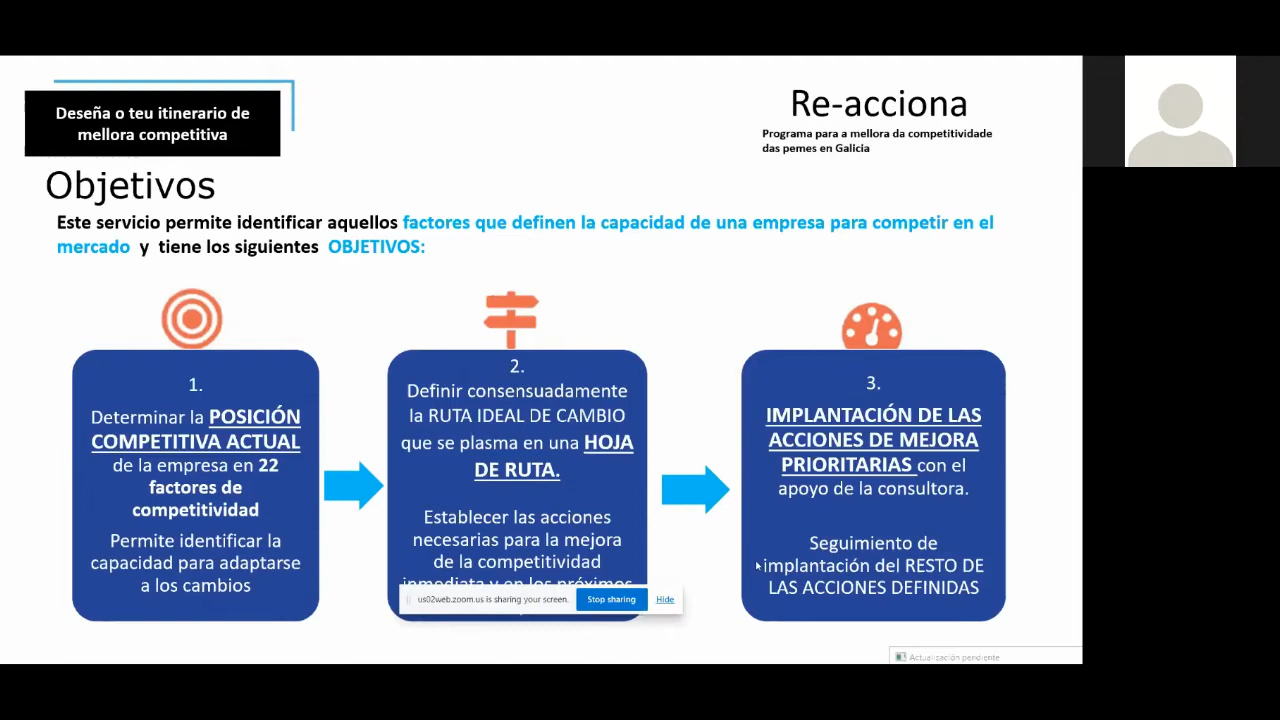 Deseña o teu itinerario de
mellora competitiva
Re-acciona
Programa para a mellora da competitividade
das pemes en Galicia
Objetivos
Este servicio permite identificar aquellos factores que definen la capacidad de una empresa para competir en el
mercado y tiene los siguientes OBJETIVOS:
1.
Determinar la POSICIÓN
COMPETITIVA ACTUAL
de la empresa en 22
factores de
competitividad
Permite identificar la
capacidad para adaptarse
a los cambios
2.
Definir consensuadamente
la RUTA IDEAL DE CAMBIO
que se plasma en una HOJA
DE RUTA.
Establecer las acciones
necesarias para la mejora
de la competitividad
inmediata y en los próximos
3.
IMPLANTACIÓN DE LAS
ACCIONES DE MEJORA
PRIORITARIAS con el
apoyo de la consultora.
Seguimiento de
implantación del RESTO DE
LAS ACCIONES DEFINIDAS
us02web.zoom.us is sharing your screen.
Stop sharing
Hide
Actualización pendiente